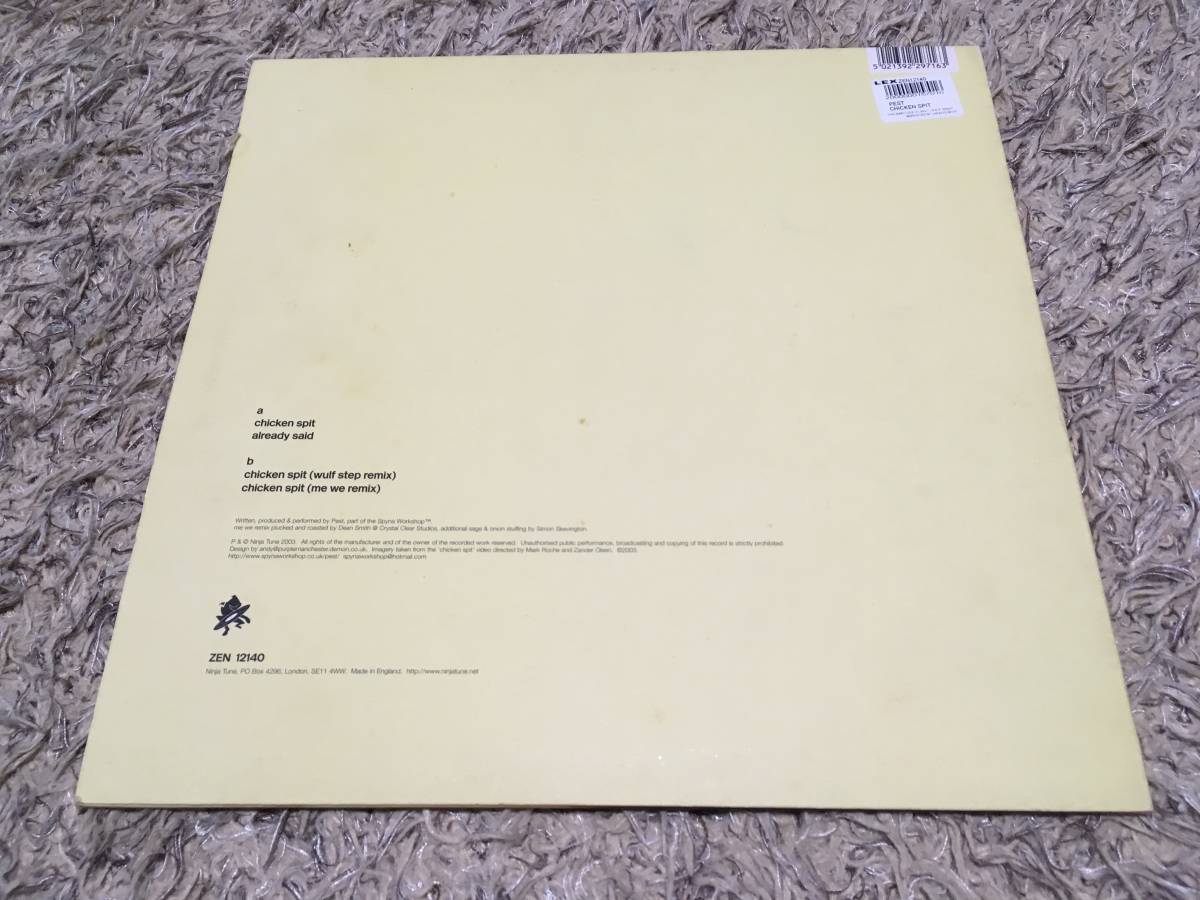 5 021392 297163
LEX ZEN12140
PEST
CHICKEN SPIT
a
chicken spit
already said
b
chicken spit (wulf step remix)
chicken spit (me we remix)
Written, produced & performed by Pest, part of the Spyna Workshop™.
me we remix plucked and roasted by Dean Smith @ Crystal Clear Studios, additional sage & onion stuffing by Simon Skevington.
P & © Ninja Tune 2003. All rights of the manufacturer and of the owner of the recorded work reserved. Unauthorised public performance, broadcasting and copying of this record is strictly prohibited.
Design by andy@purplemanchester.demon.co.uk. Imagery taken from the 'chicken spit' video directed by Mark Roche and Zander Olsen. ©2003.
http://www.spynaworkshop.co.uk/pest/ spynaworkshop@hotmail.com
ZEN 12140
Ninja Tune, PO Box 4296, London, SE11 4WW. Made in England. http://www.ninjatune.net